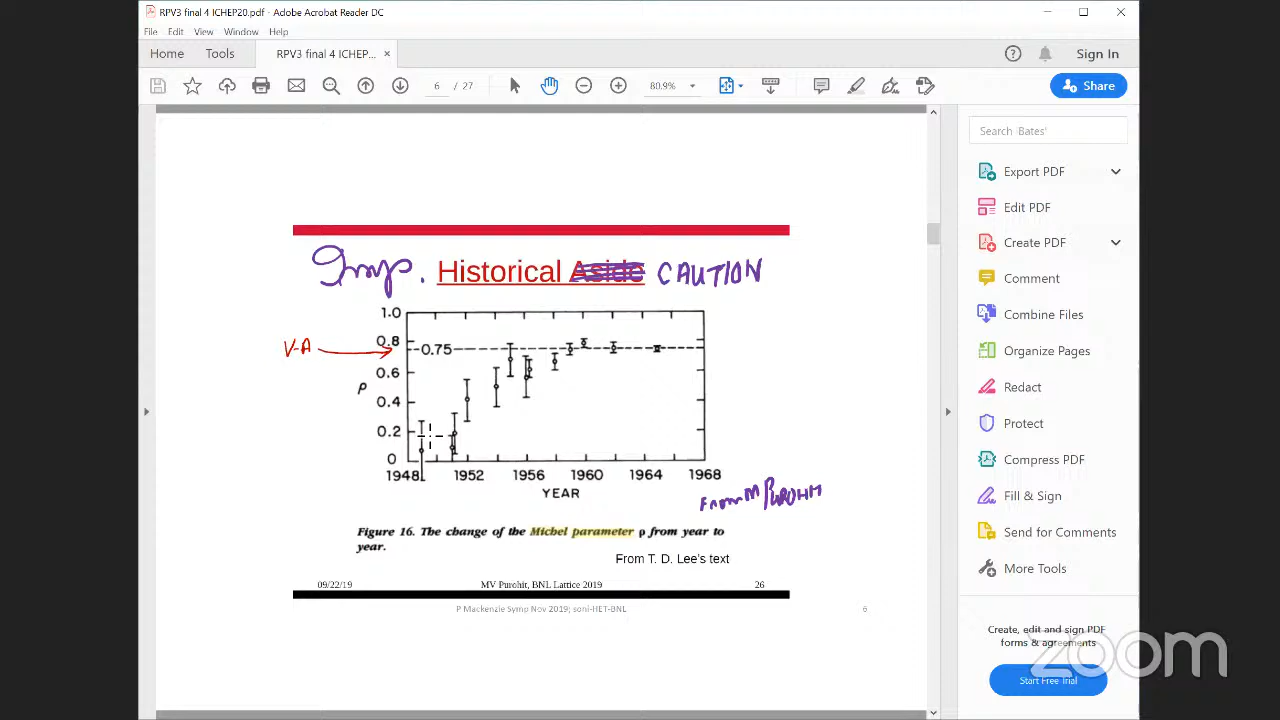 RPV3 final 4 ICHEP20.pdf - Adobe Acrobat Reader DC
File Edit View Window Help
Home Tools RPV3 final 4 ICHEP... × Sign In
6 / 27 80.9% Share
Search 'Bates'
Export PDF
Edit PDF
Create PDF
Comment
Combine Files
Organize Pages
Redact
Protect
Compress PDF
Fill & Sign
Send for Comments
More Tools
Create, edit and sign PDF
forms & agreements
Start Free Trial
Imp. Historical Aside CAUTION
1.0
0.8
V-A
0.75
0.6
ρ
0.4
0.2
0
1948 1952 1956 1960 1964 1968
YEAR
From M PUROHIT
Figure 16. The change of the Michel parameter ρ from year to
year.
From T. D. Lee's text
09/22/19 MV Purohit, BNL Lattice 2019 26
P Mackenzie Symp Nov 2019; soni-HET-BNL 6
zoom